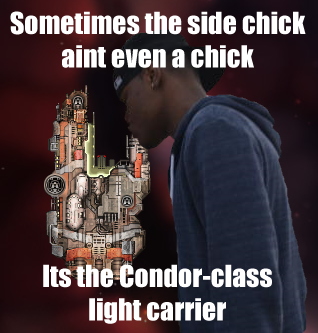 Sometimes the side chick
aint even a chick
Its the Condor-class
light carrier